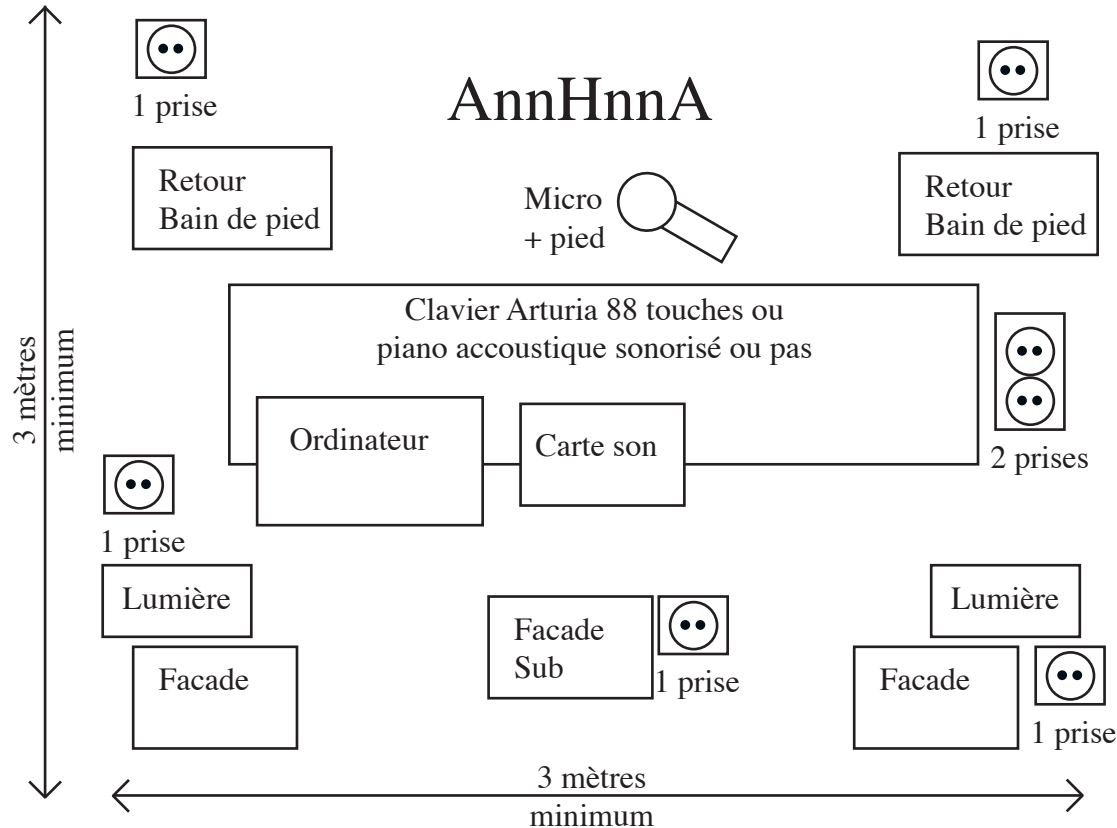 AnnHnnA
1 prise
1 prise
Retour
Bain de pied
Micro
+ pied
Retour
Bain de pied
Clavier Arturia 88 touches ou
piano accoustique sonorisé ou pas
3 mètres
minimum
Ordinateur
Carte son
2 prises
1 prise
Lumière
Facade
Facade
Sub
1 prise
Lumière
Facade
1 prise
3 mètres
minimum